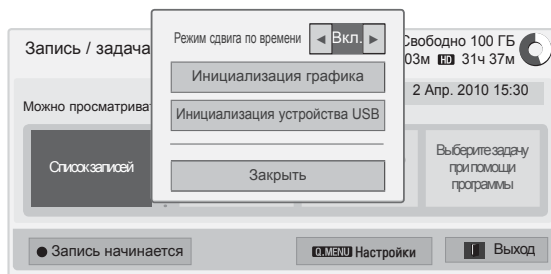 Запись / задача
Свободно 100 ГБ
03м HD 31ч 37м
2 Апр. 2010 15:30
Режим сдвига по времени ◄ Вкл. ►
Инициализация графика
Инициализация устройства USB
Закрыть
Можно
Список записей
Выберите задачу
при помощи
программы
● Запись начинается
Q.MENU Настройки
Выход